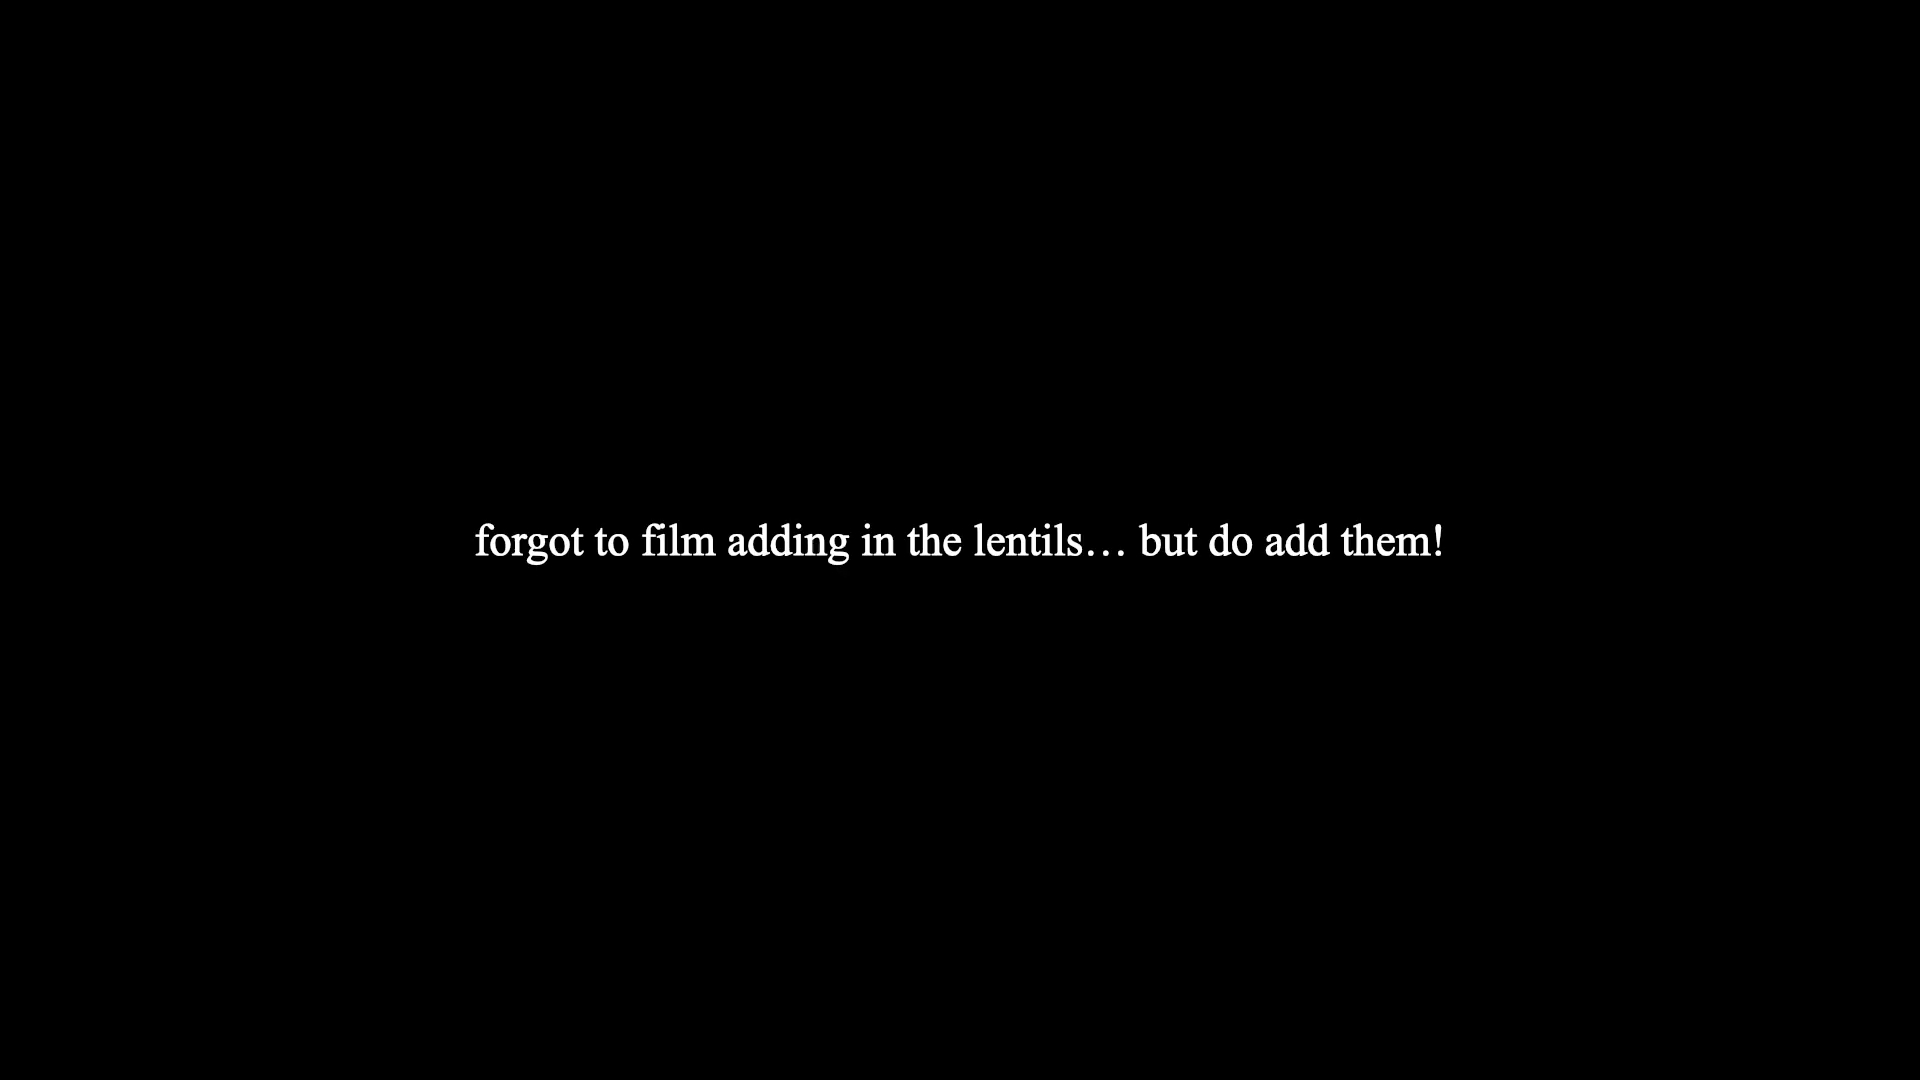 forgot to film adding in the lentils… but do add them!